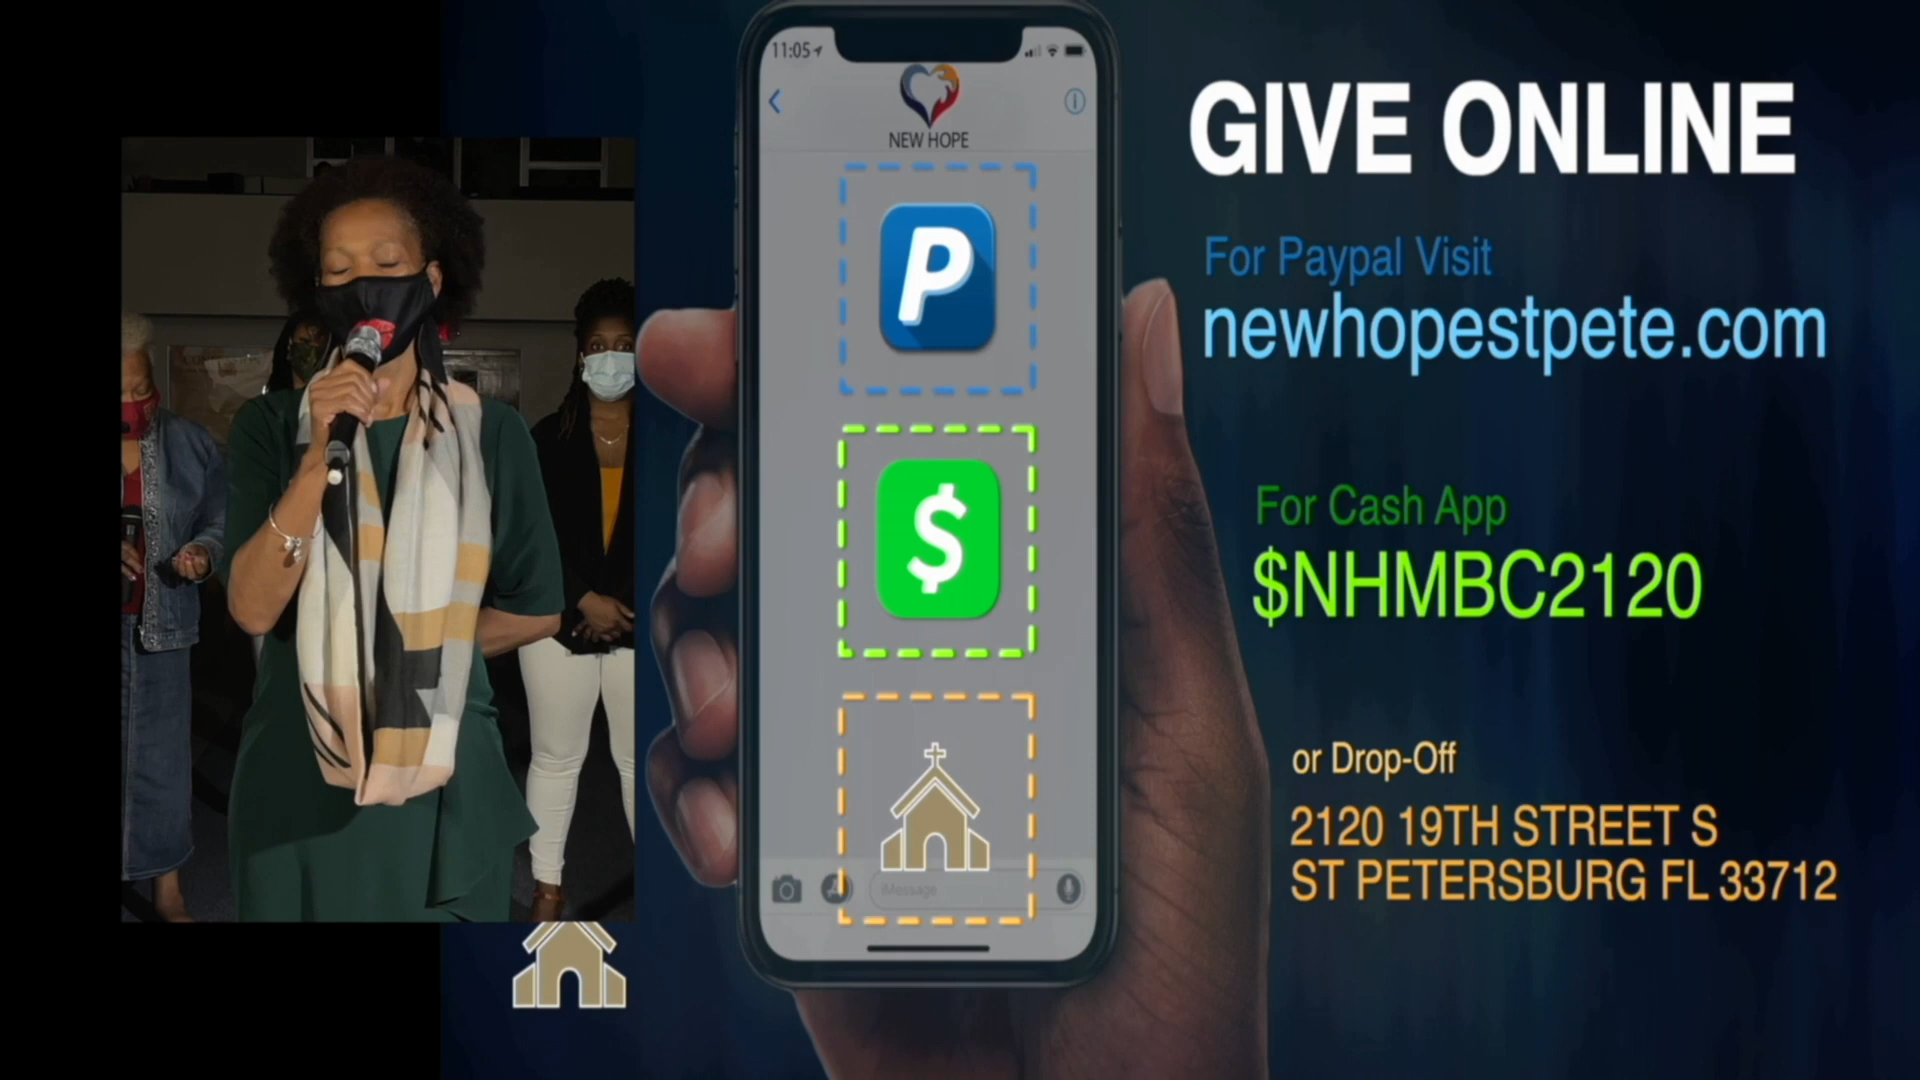 11:05
NEW HOPE
P
$
iMessage
GIVE ONLINE
For Paypal Visit
newhopestpete.com
For Cash App
$NHMBC2120
or Drop-Off
2120 19TH STREET S
ST PETERSBURG FL 33712